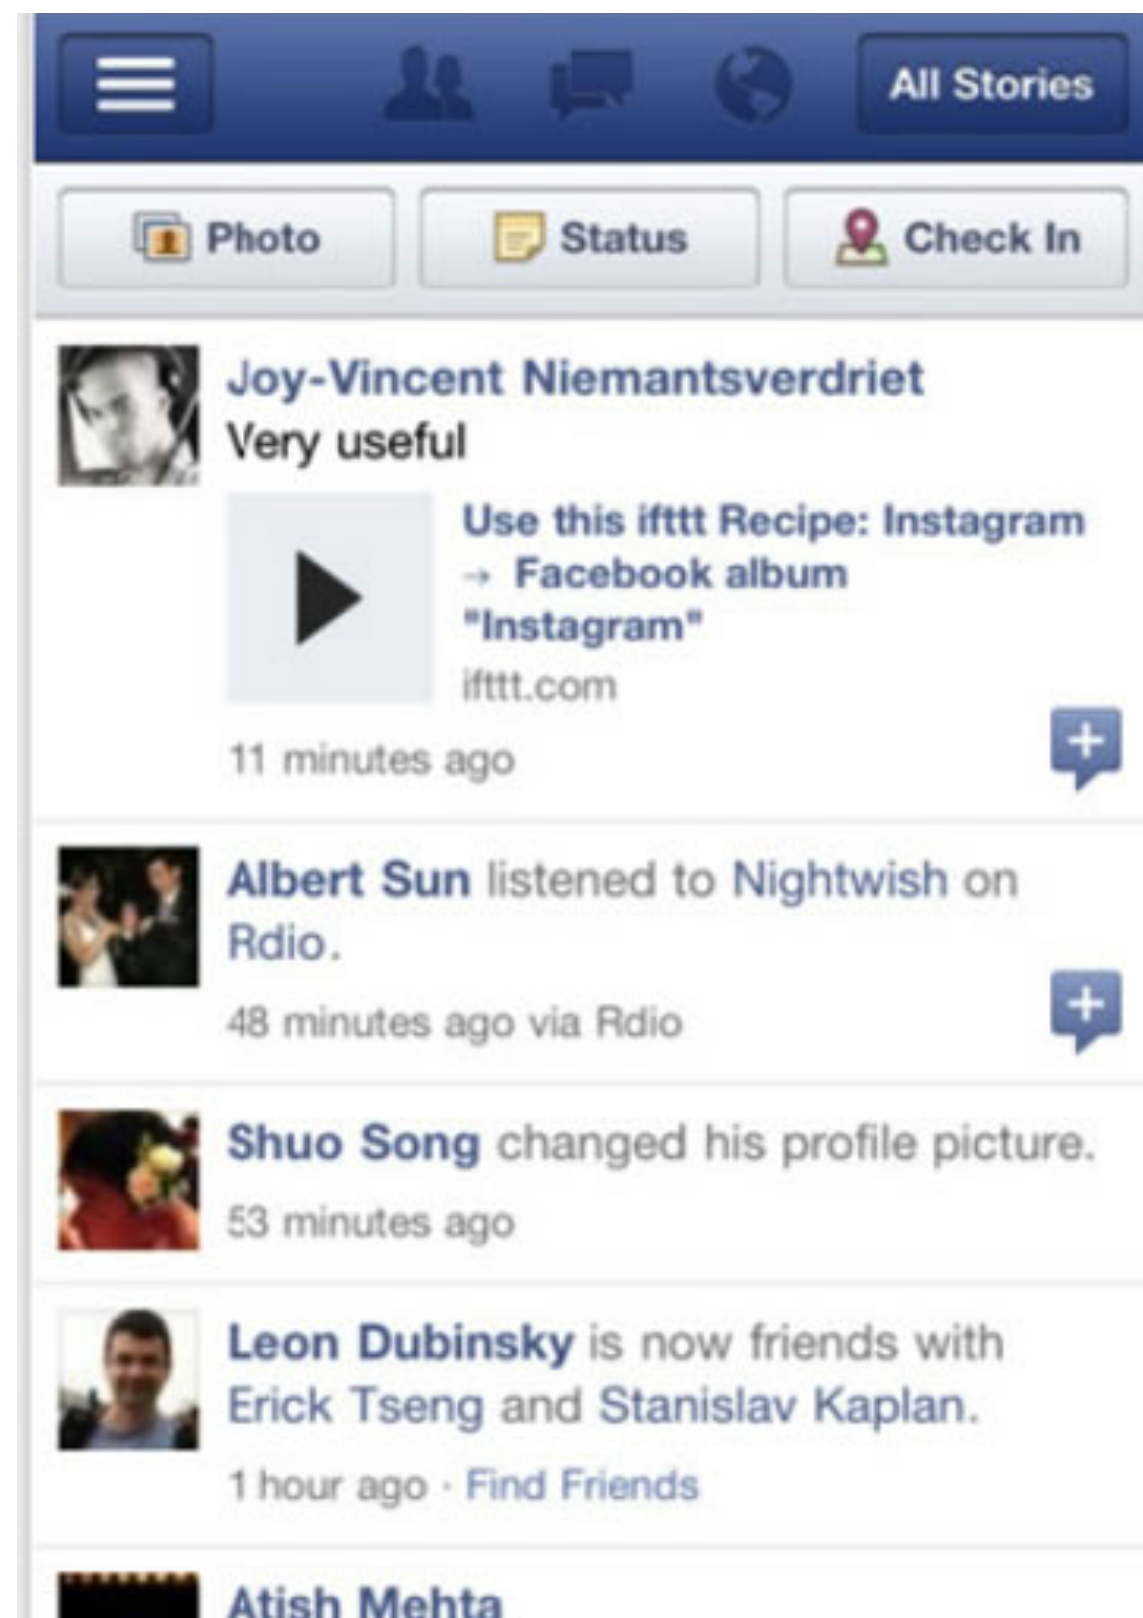 All Stories
Photo
Status
Check In
Joy-Vincent Niemantsverdriet
Very useful
Use this ifttt Recipe: Instagram
→ Facebook album
"Instagram"
ifttt.com
11 minutes ago
Albert Sun listened to Nightwish on
Rdio.
48 minutes ago via Rdio
Shuo Song changed his profile picture.
53 minutes ago
Leon Dubinsky is now friends with
Erick Tseng and Stanislav Kaplan.
1 hour ago · Find Friends
Atish Mehta